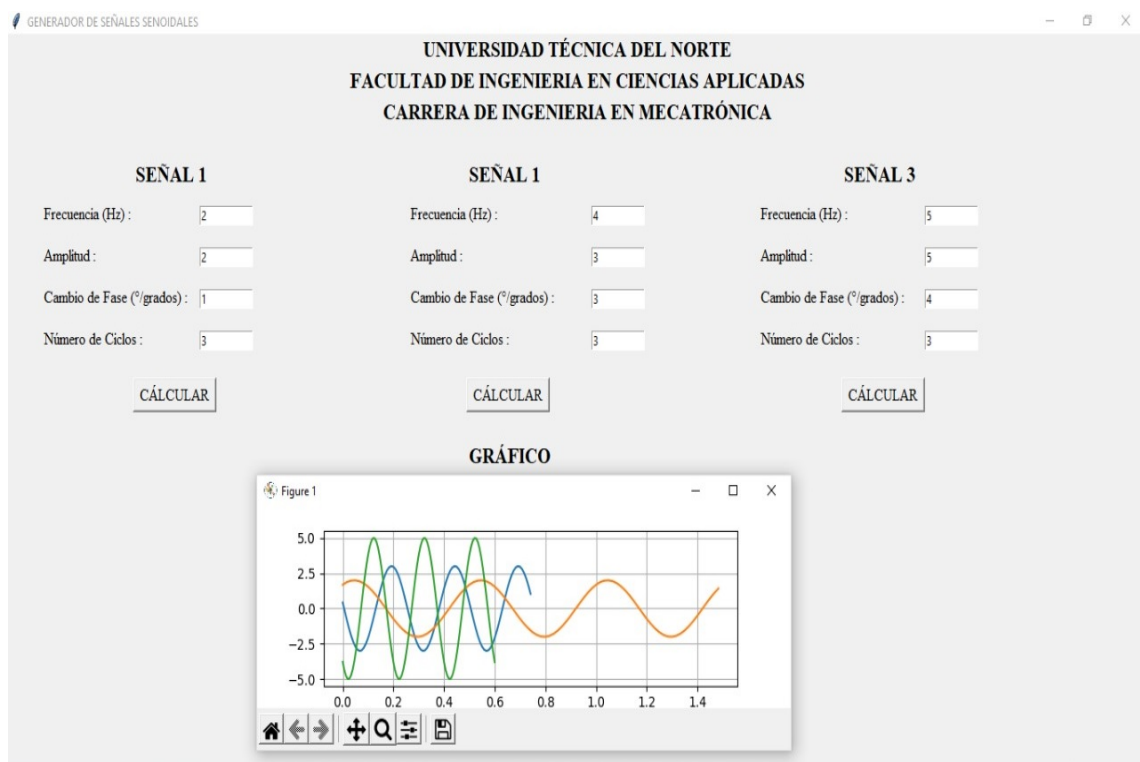 GENERADOR DE SEÑALES SENOIDALES
UNIVERSIDAD TÉCNICA DEL NORTE
FACULTAD DE INGENIERIA EN CIENCIAS APLICADAS
CARRERA DE INGENIERIA EN MECATRÓNICA
SEÑAL 1 SEÑAL 1 SEÑAL 3
Frecuencia (Hz) : 2 Frecuencia (Hz) : 4 Frecuencia (Hz) : 5
Amplitud : 2 Amplitud : 3 Amplitud : 5
Cambio de Fase (°/grados) : 1 Cambio de Fase (°/grados) : 3 Cambio de Fase (°/grados) : 4
Número de Ciclos : 3 Número de Ciclos : 3 Número de Ciclos : 3
CÁLCULAR CÁLCULAR CÁLCULAR
GRÁFICO
Figure 1
5.0
2.5
0.0
−2.5
−5.0
0.0 0.2 0.4 0.6 0.8 1.0 1.2 1.4